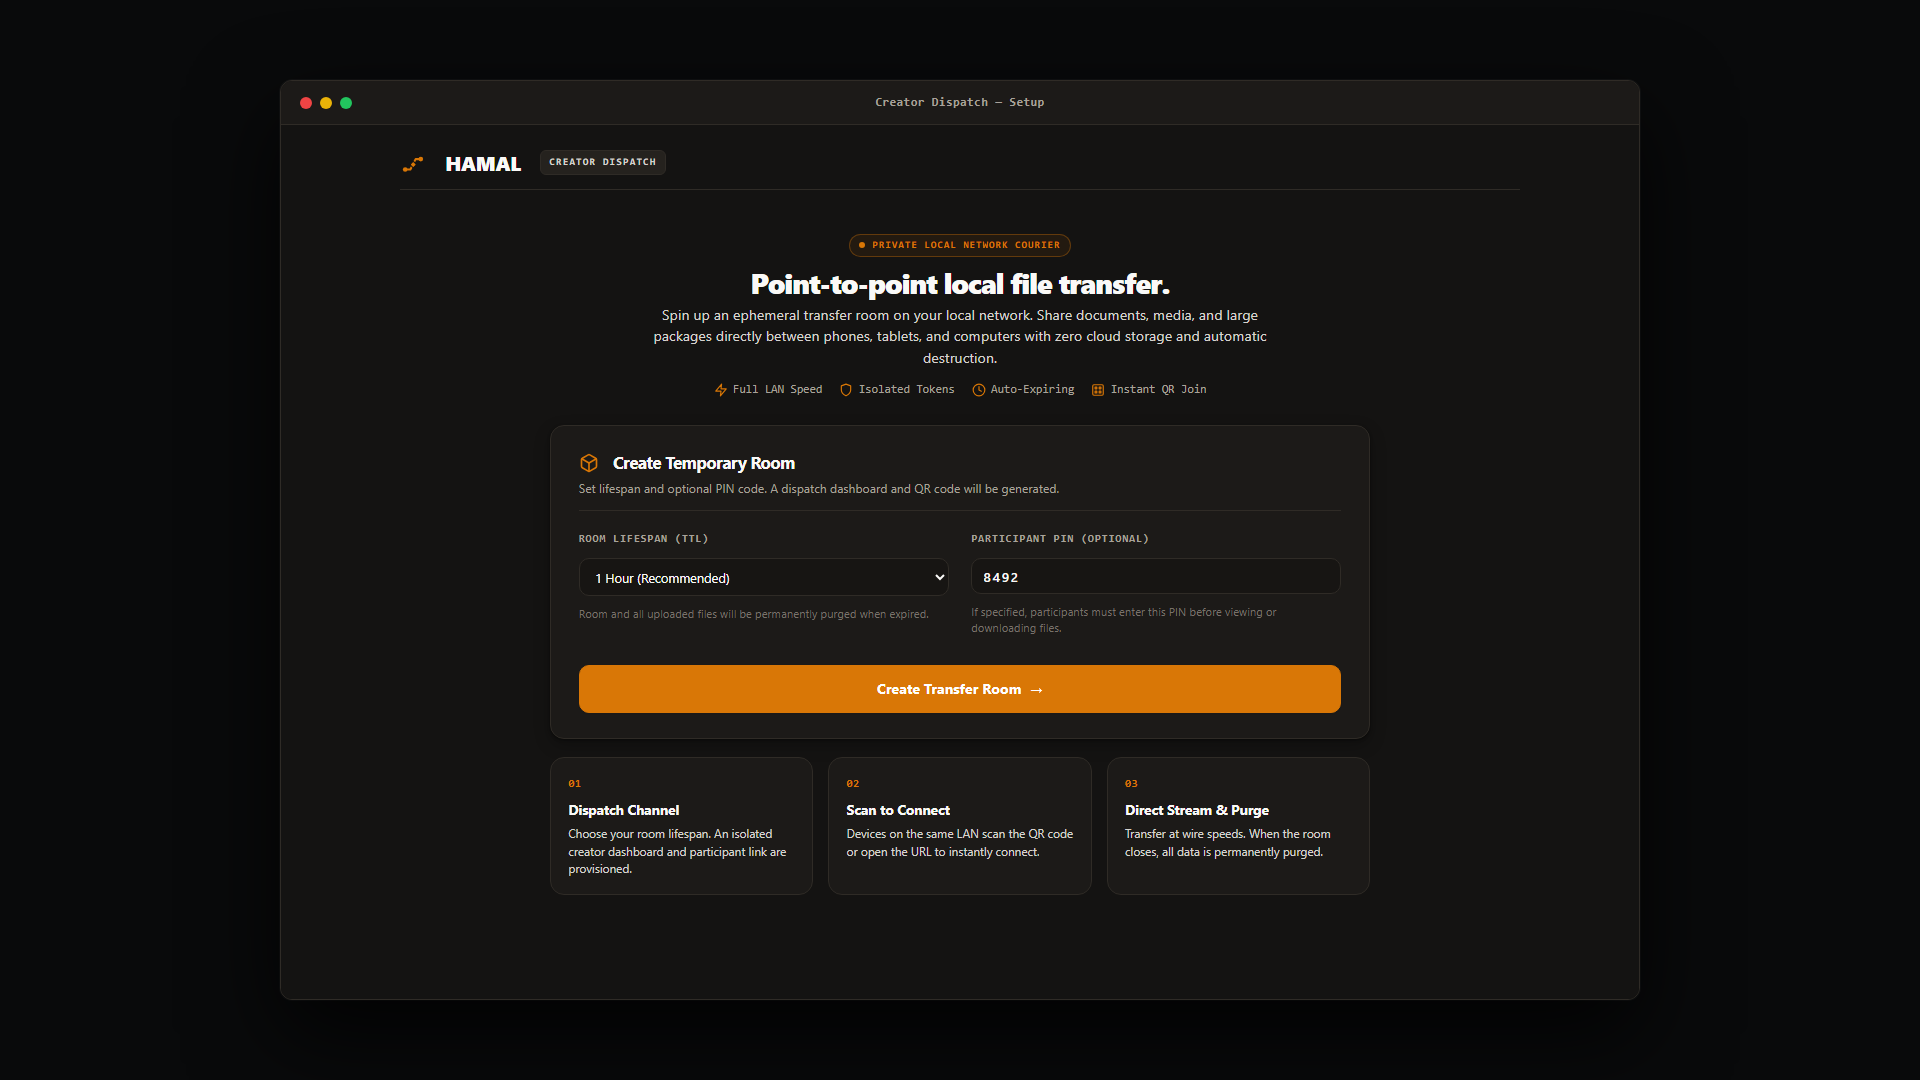 Creator Dispatch — Setup
HAMAL
CREATOR DISPATCH
PRIVATE LOCAL NETWORK COURIER
Point-to-point local file transfer.
Spin up an ephemeral transfer room on your local network. Share documents, media, and large
packages directly between phones, tablets, and computers with zero cloud storage and automatic
destruction.
Full LAN Speed
Isolated Tokens
Auto-Expiring
Instant QR Join
Create Temporary Room
Set lifespan and optional PIN code. A dispatch dashboard and QR code will be generated.
ROOM LIFESPAN (TTL)
1 Hour (Recommended)
Room and all uploaded files will be permanently purged when expired.
PARTICIPANT PIN (OPTIONAL)
8492
If specified, participants must enter this PIN before viewing or
downloading files.
Create Transfer Room →
01
Dispatch Channel
Choose your room lifespan. An isolated
creator dashboard and participant link are
provisioned.
02
Scan to Connect
Devices on the same LAN scan the QR code
or open the URL to instantly connect.
03
Direct Stream & Purge
Transfer at wire speeds. When the room
closes, all data is permanently purged.